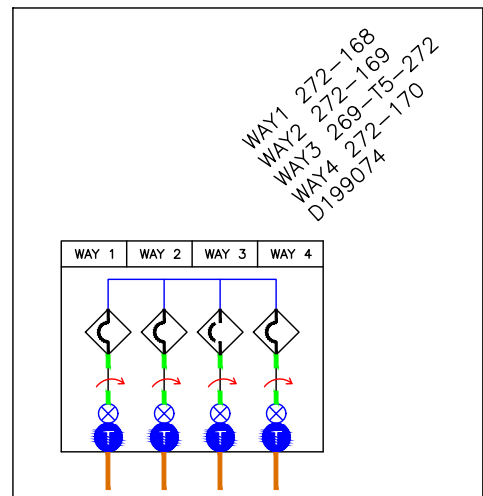 WAY1 272-168
WAY2 272-169
WAY3 269-T5-272
WAY4 272-170
D199074
WAY 1 WAY 2 WAY 3 WAY 4
T T T T